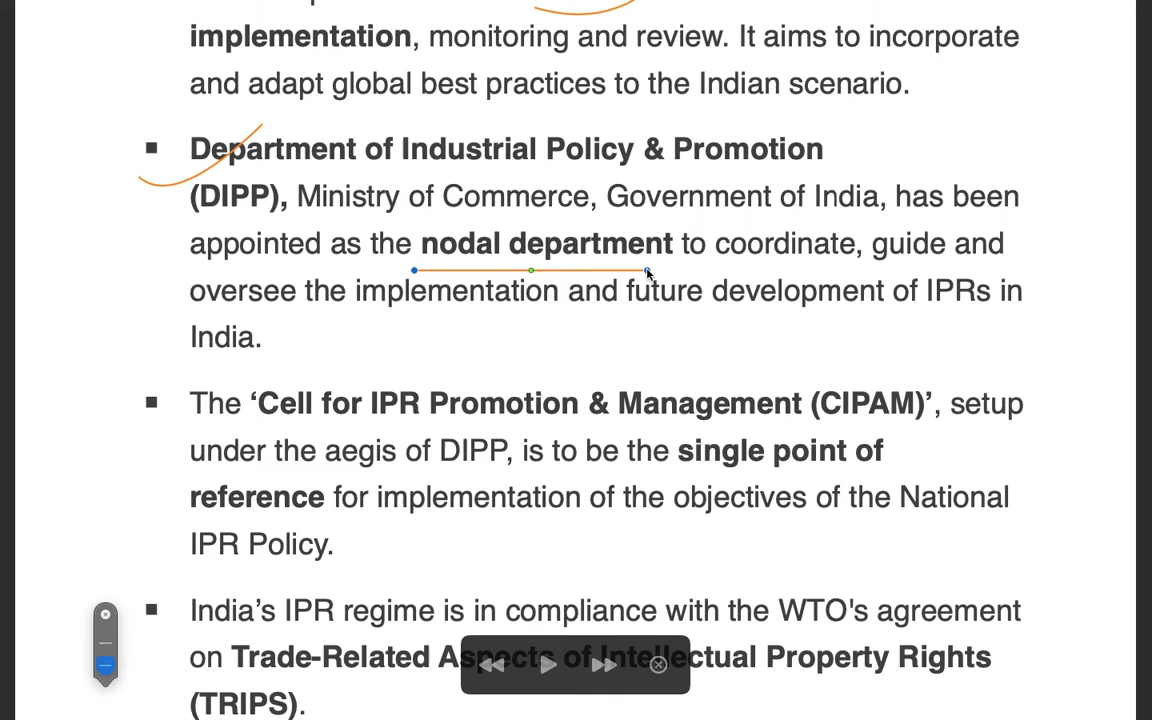 implementation, monitoring and review. It aims to incorporate
and adapt global best practices to the Indian scenario.
Department of Industrial Policy & Promotion
(DIPP), Ministry of Commerce, Government of India, has been
appointed as the nodal department to coordinate, guide and
oversee the implementation and future development of IPRs in
India.
The ‘Cell for IPR Promotion & Management (CIPAM)’, setup
under the aegis of DIPP, is to be the single point of
reference for implementation of the objectives of the National
IPR Policy.
India’s IPR regime is in compliance with the WTO's agreement
on Trade-Related Aspects of Intellectual Property Rights
(TRIPS).